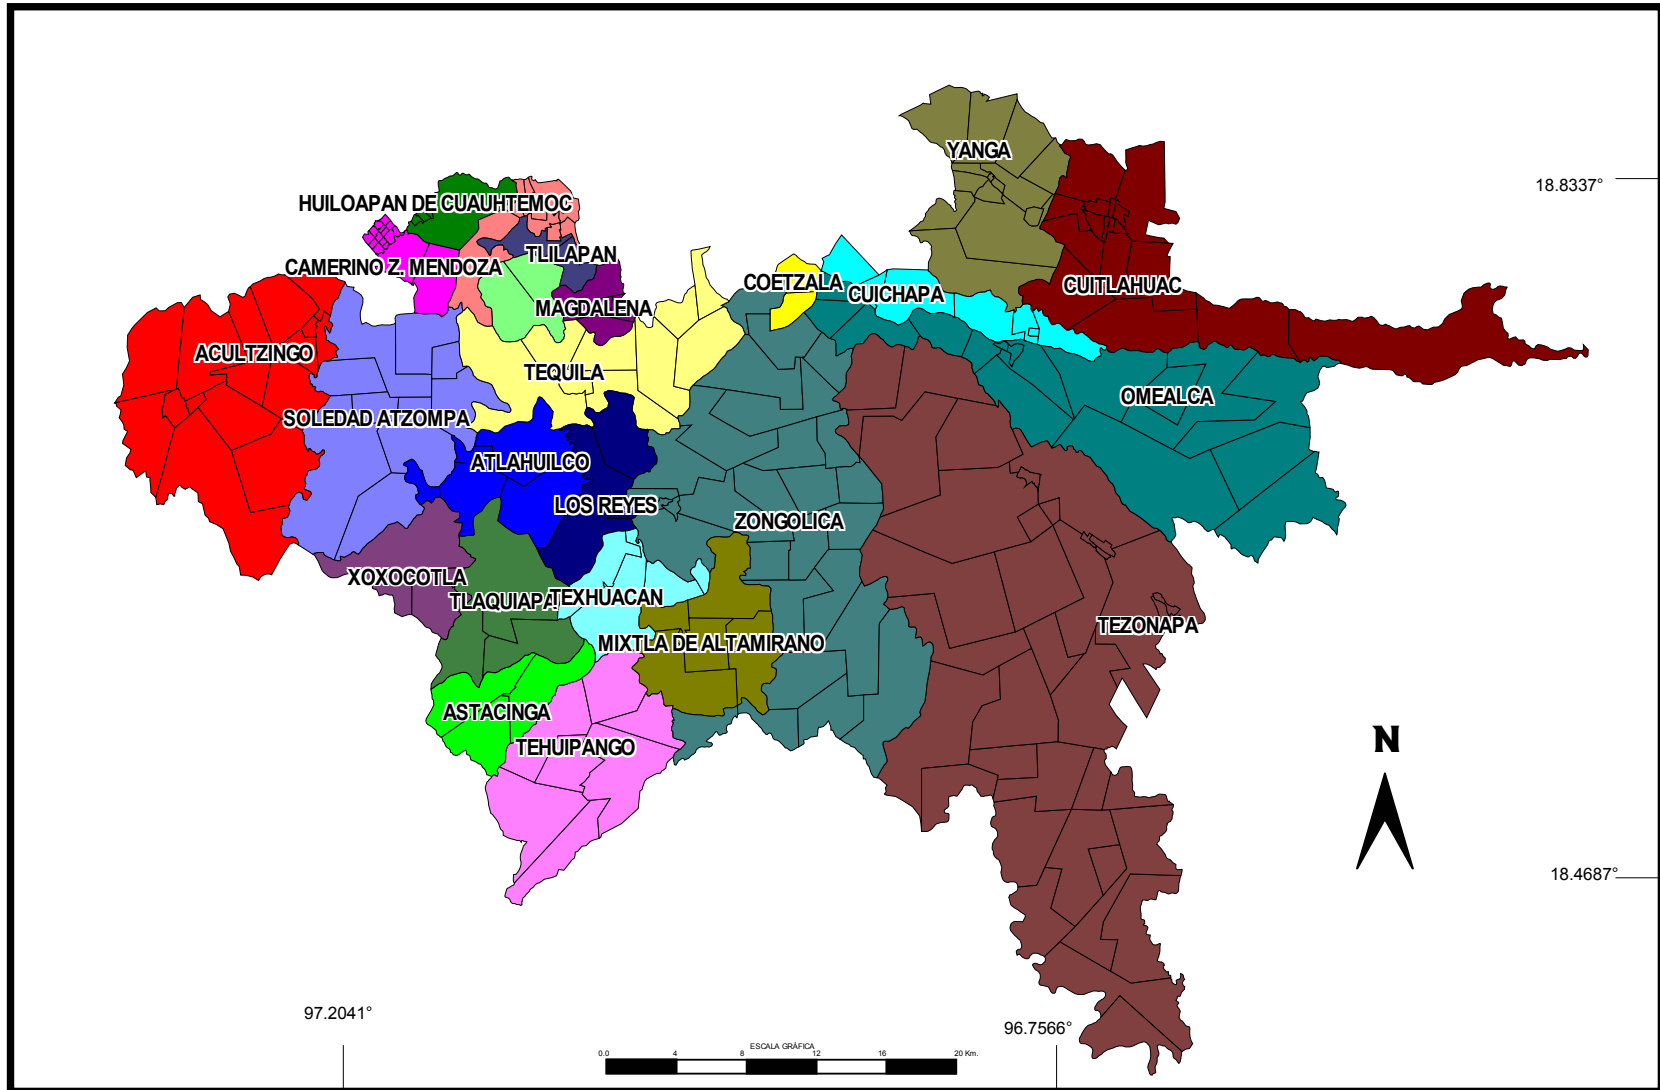 YANGA
18.8337°
HUILOAPAN DE CUAUHTEMOC
TLILAPAN
CAMERINO Z. MENDOZA
COETZALA
CUICHAPA
CUITLAHUAC
MAGDALENA
ACULTZINGO
TEQUILA
OMEALCA
SOLEDAD ATZOMPA
ATLAHUILCO
LOS REYES
ZONGOLICA
XOXOCOTLA
TLAQUIAPA
TEXHUACAN
TEZONAPA
MIXTLA DE ALTAMIRANO
ASTACINGA
TEHUIPANGO
N
18.4687°
97.2041°
96.7566°
ESCALA GRÁFICA
0.0 4 8 12 16 20 Km.